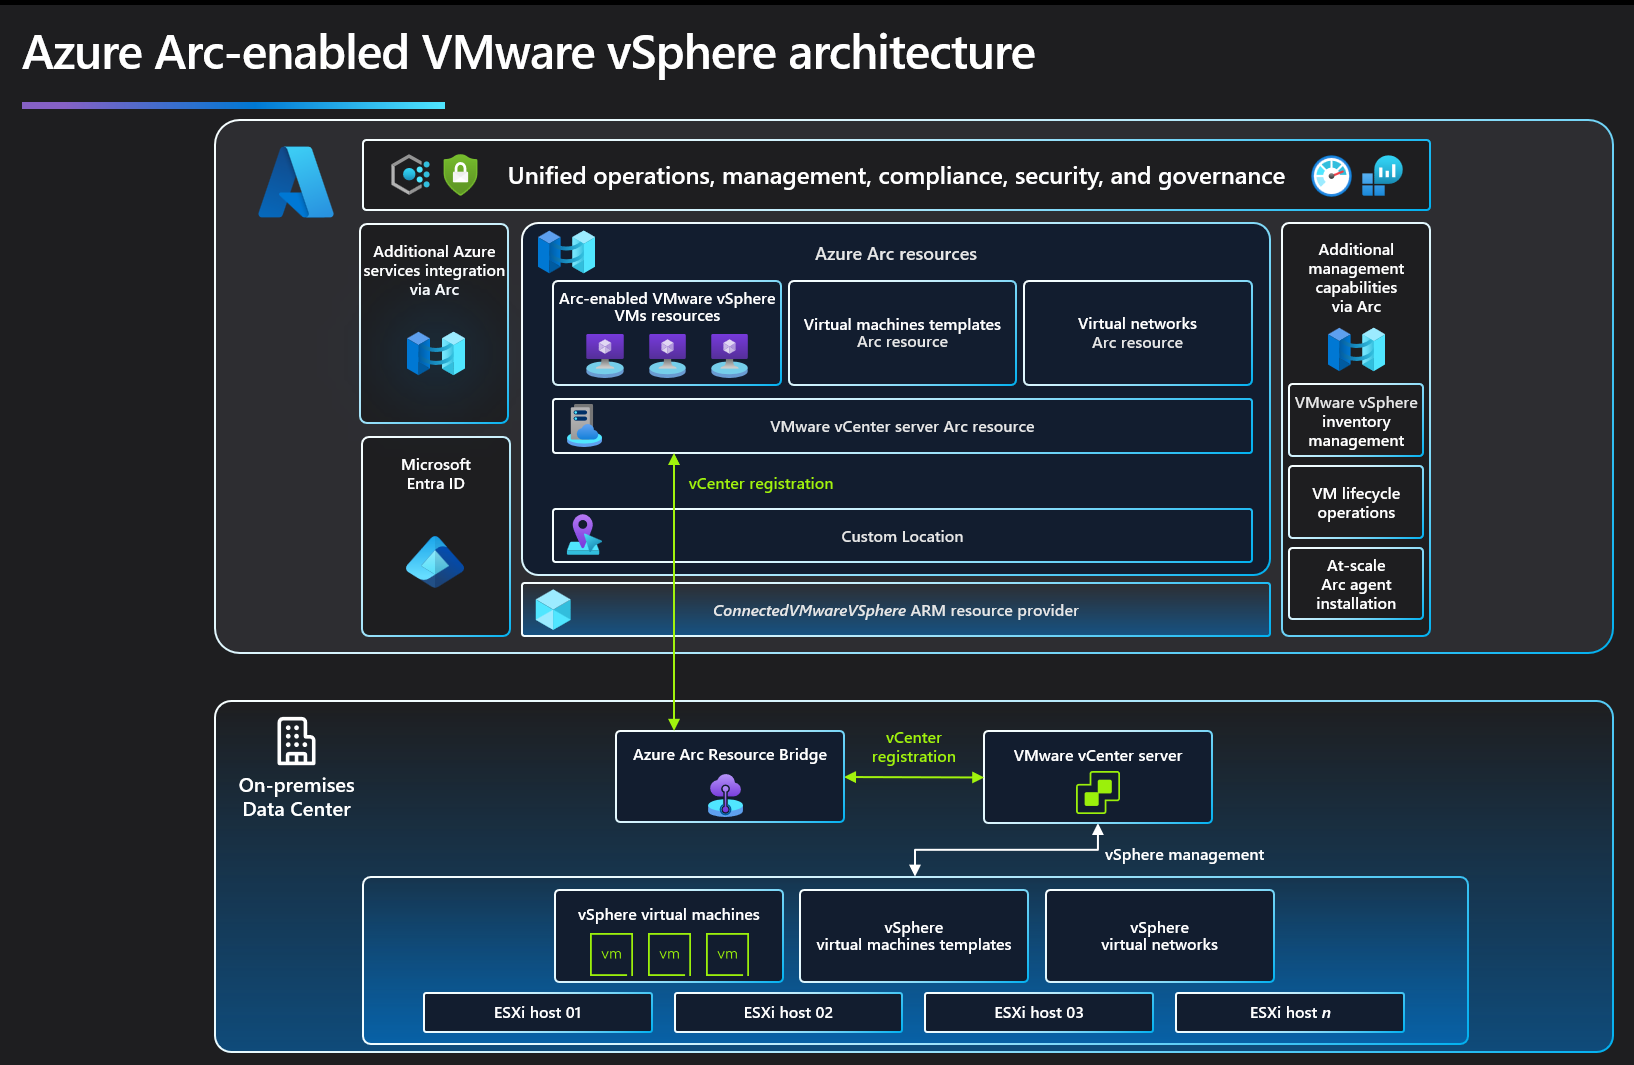 Azure Arc-enabled VMware vSphere architecture
Unified operations, management, compliance, security, and governance
Additional Azure
services integration
via Arc
Microsoft
Entra ID
Azure Arc resources
Arc-enabled VMware vSphere
VMs resources
Virtual machines templates
Arc resource
Virtual networks
Arc resource
VMware vCenter server Arc resource
vCenter registration
Custom Location
ConnectedVMwareVSphere ARM resource provider
Additional
management
capabilities
via Arc
VMware vSphere
inventory
management
VM lifecycle
operations
At-scale
Arc agent
installation
On-premises
Data Center
Azure Arc Resource Bridge
vCenter
registration
VMware vCenter server
vSphere management
vSphere virtual machines
vm
vm
vm
vSphere
virtual machines templates
vSphere
virtual networks
ESXi host 01
ESXi host 02
ESXi host 03
ESXi host n